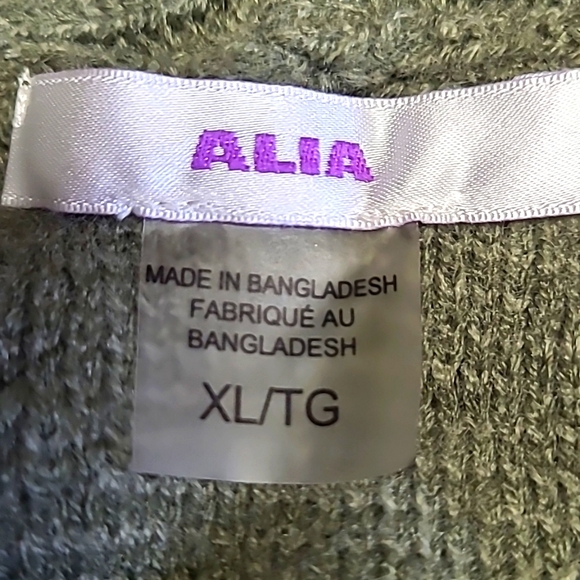 ALIA
MADE IN BANGLADESH
FABRIQUÉ AU
BANGLADESH
XL/TG